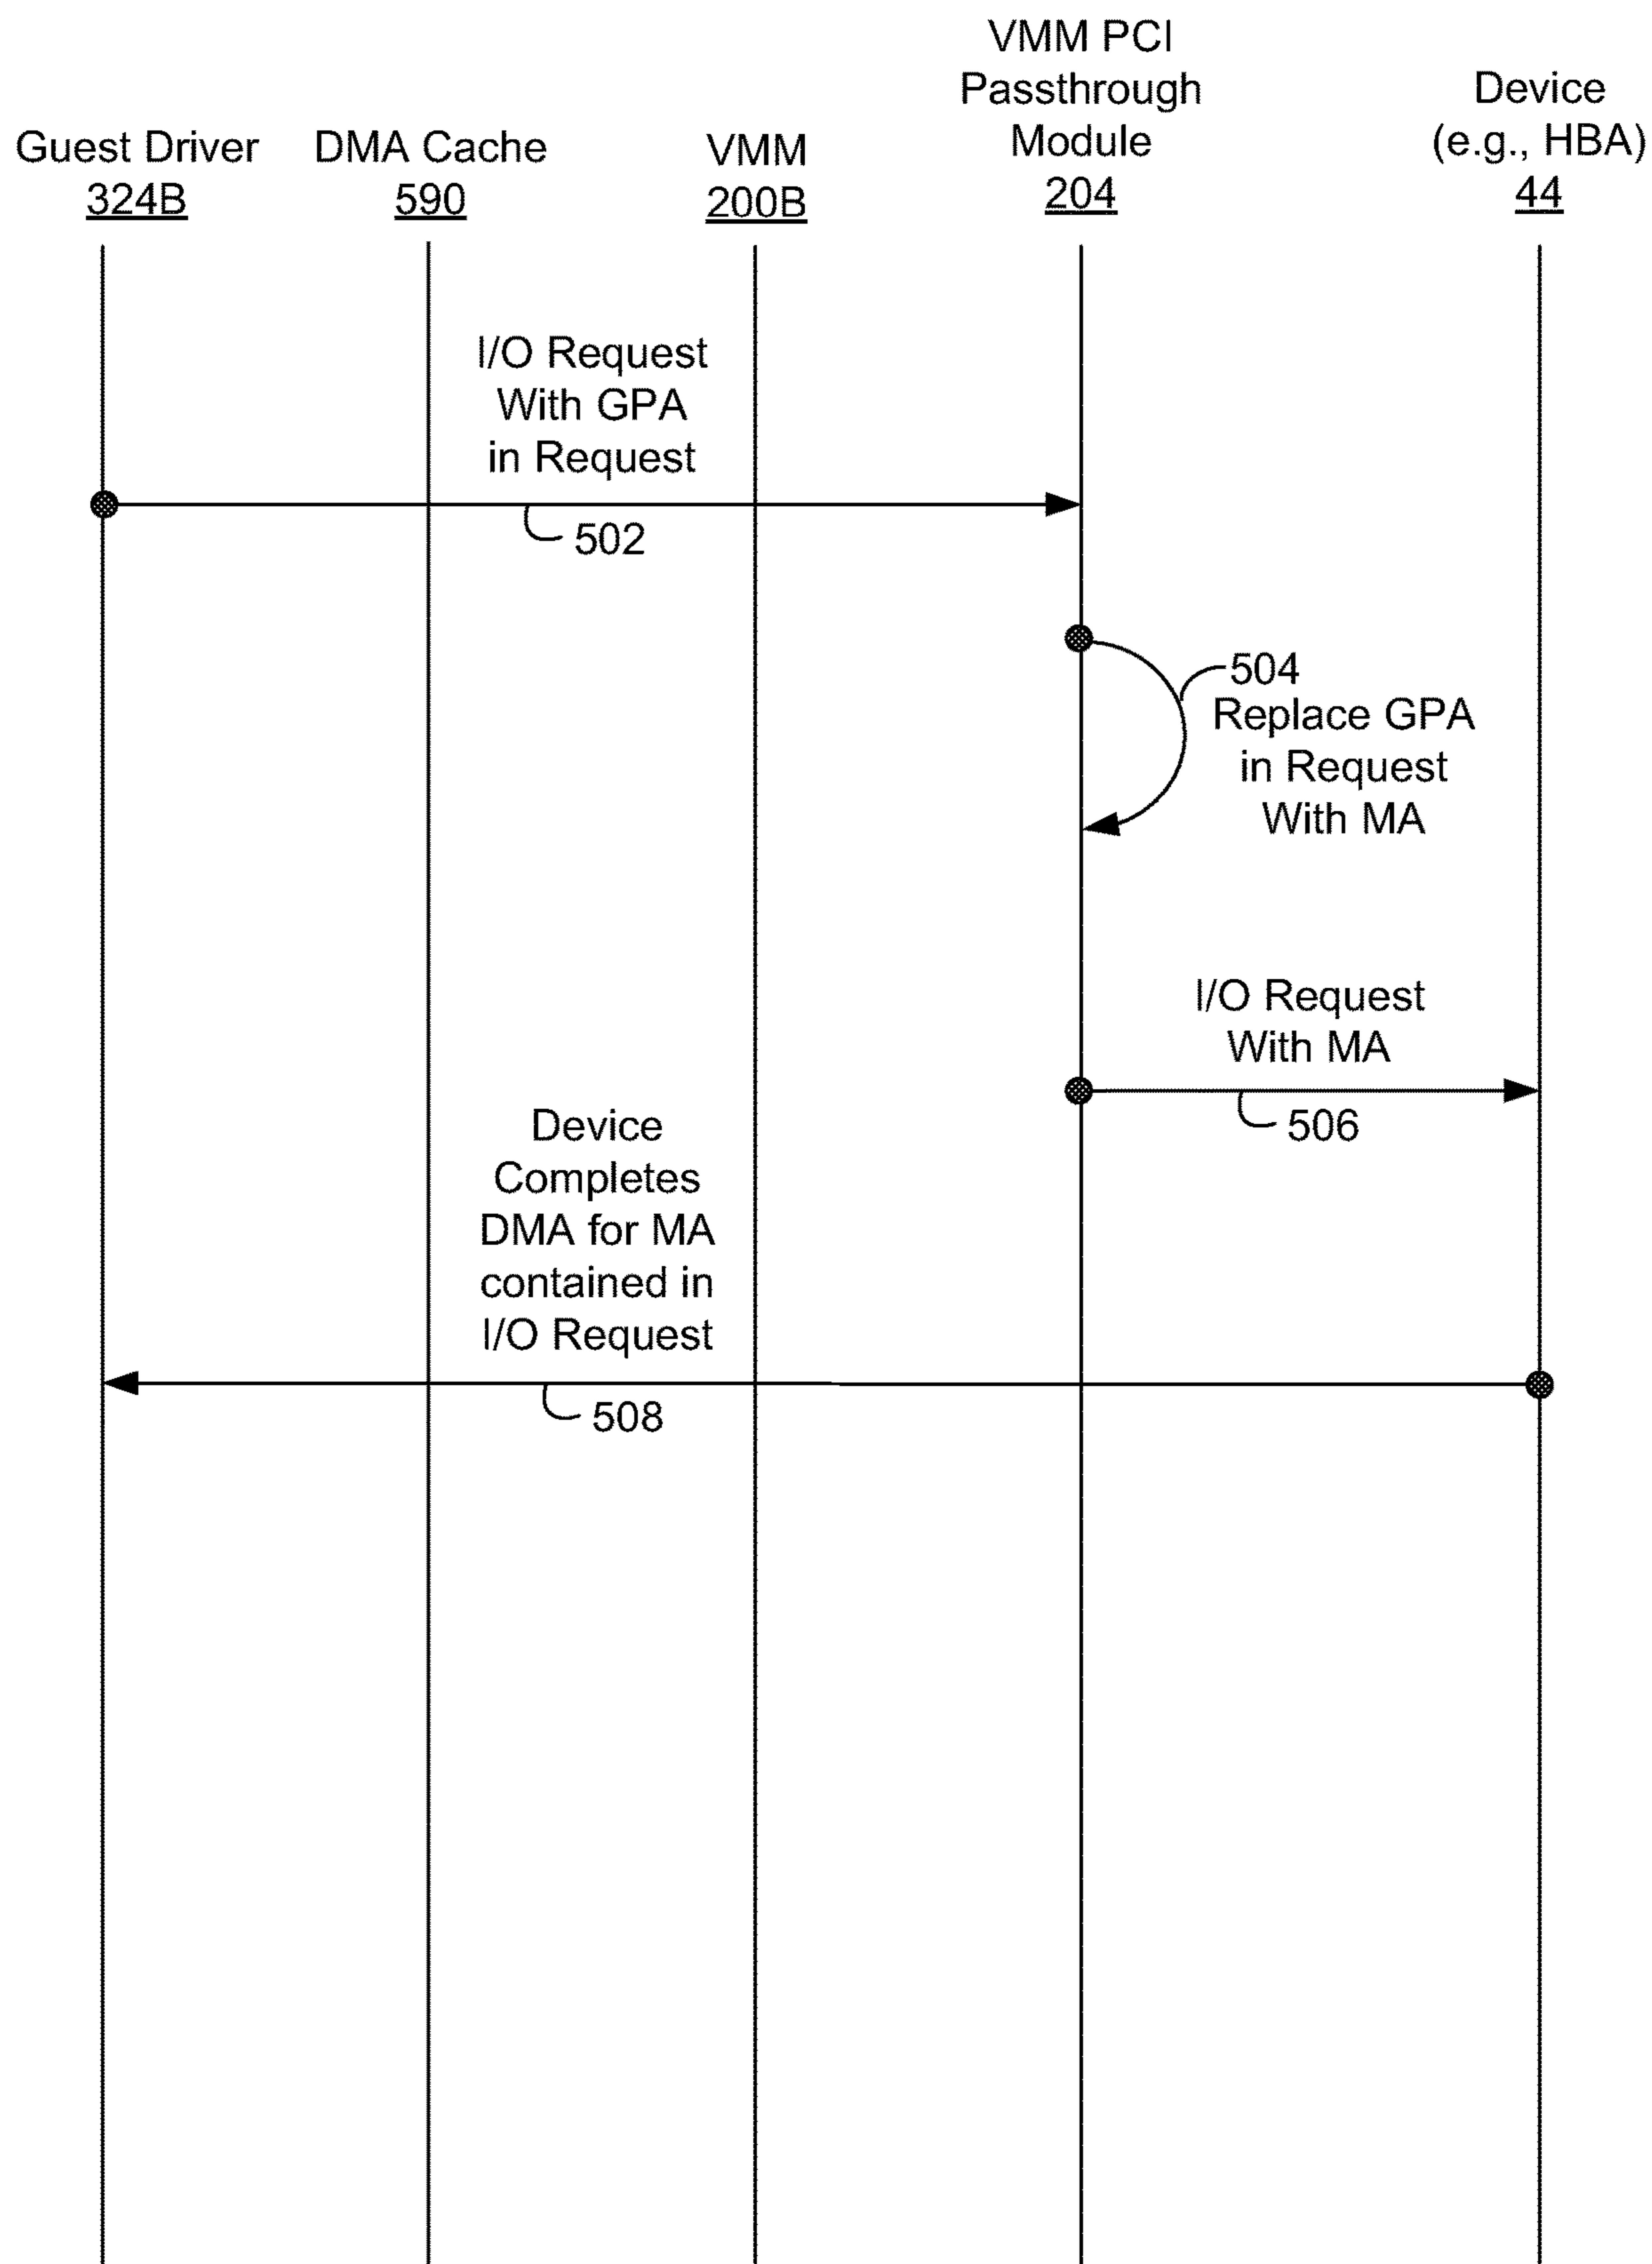 VMM PCI
Passthrough
Module
204
Device
(e.g., HBA)
44
Guest Driver
324B
DMA Cache
590
VMM
200B
I/O Request
With GPA
in Request
502
504
Replace GPA
in Request
With MA
I/O Request
With MA
506
Device
Completes
DMA for MA
contained in
I/O Request
508